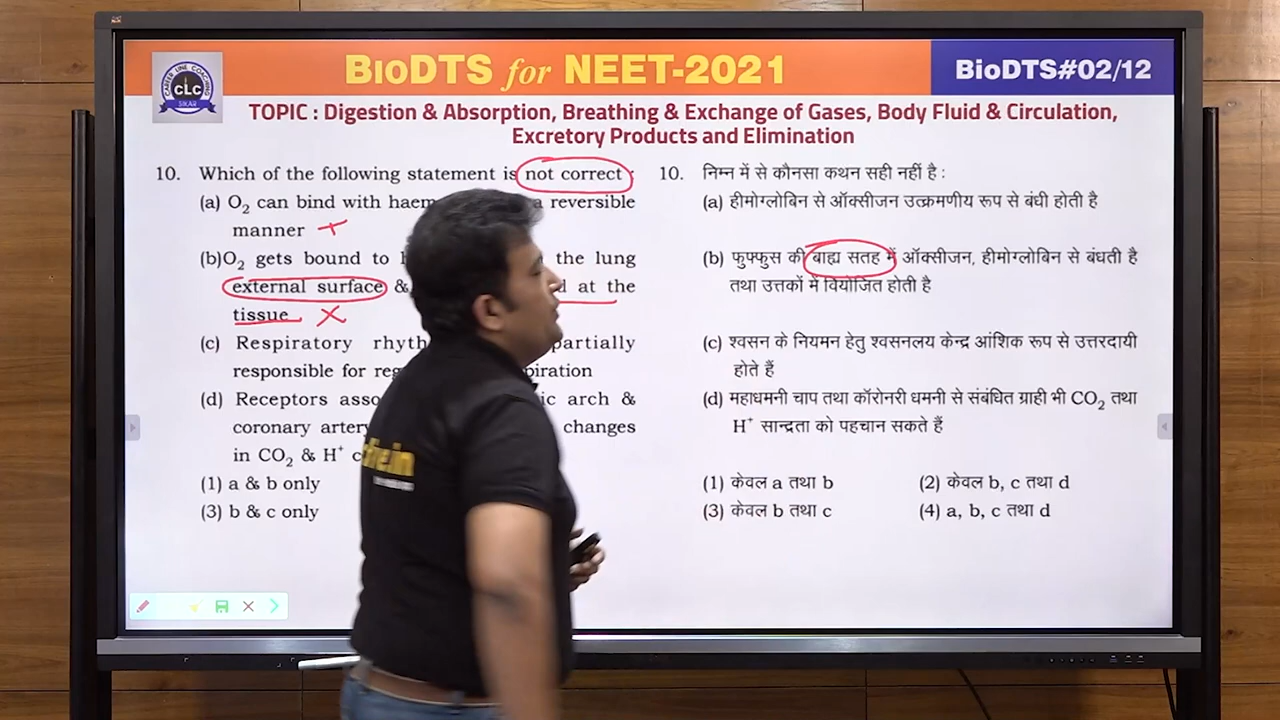 BIODTS for NEET-2021
BioDTS#02/12
CAREER LINE COACHING
CLC
SIKAR
TOPIC : Digestion & Absorption, Breathing & Exchange of Gases, Body Fluid & Circulation,
Excretory Products and Elimination
10. Which of the following statement is not correct :
(a) O₂ can bind with haem a reversible
manner
(b)O₂ gets bound to the lung
external surface & at the
tissue
(c) Respiratory rhyth partially
responsible for reg piration
(d) Receptors asso ic arch &
coronary artery changes
in CO₂ & H⁺ c
(1) a & b only
(3) b & c only
10. निम्न में से कौनसा कथन सही नहीं है :
(a) हीमोग्लोबिन से ऑक्सीजन उत्क्रमणीय रूप से बंधी होती है
(b) फुफ्फुस की बाह्य सतह में ऑक्सीजन, हीमोग्लोबिन से बंधती है
तथा उत्तकों में वियोजित होती है
(c) श्वसन के नियमन हेतु श्वसनलय केन्द्र आंशिक रूप से उत्तरदायी
होते हैं
(d) महाधमनी चाप तथा कॉरोनरी धमनी से संबंधित ग्राही भी CO₂ तथा
H⁺ सान्द्रता को पहचान सकते हैं
(1) केवल a तथा b (2) केवल b, c तथा d
(3) केवल b तथा c (4) a, b, c तथा d